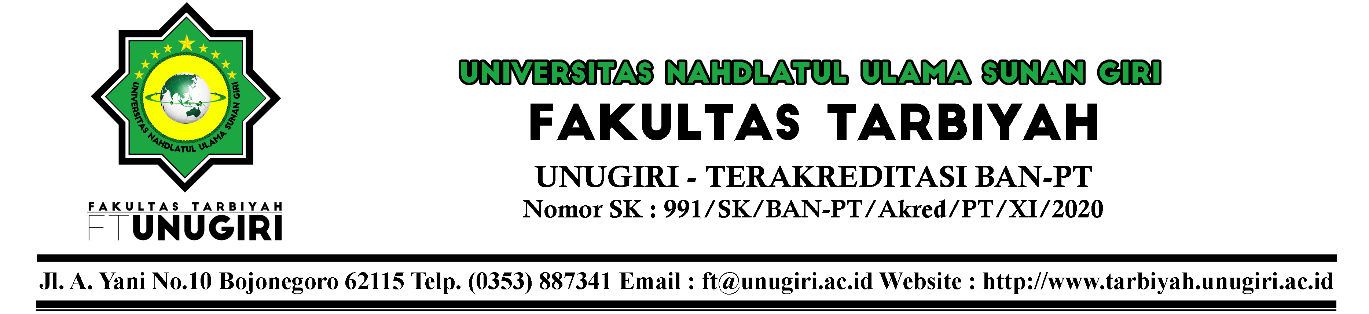 UNIVERSITAS NAHDLATUL ULAMA SUNAN GIRI
FAKULTAS TARBIYAH
FTUNUGIRI
UNIVERSITAS NAHDLATUL ULAMA SUNAN GIRI
FAKULTAS TARBIYAH
UNUGIRI - TERAKREDITASI BAN-PT
Nomor SK : 991/SK/BAN-PT/Akred/PT/XI/2020
Jl. A. Yani No.10 Bojonegoro 62115 Telp. (0353) 887341 Email : ft@unugiri.ac.id Website : http://www.tarbiyah.unugiri.ac.id